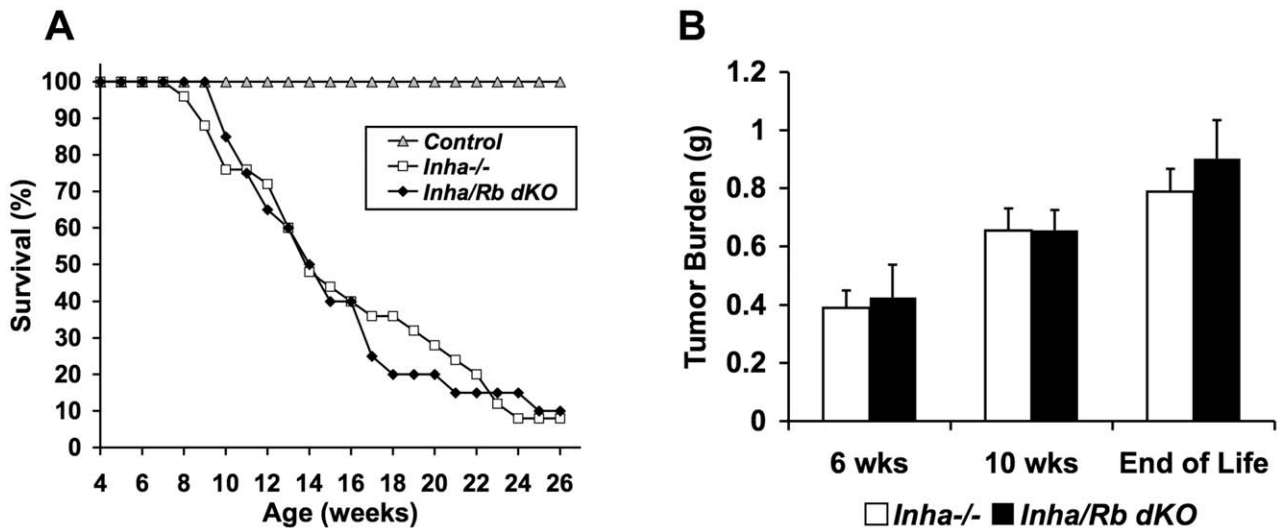 A
Survival (%)
100
90
80
70
60
50
40
30
20
10
0
4 6 8 10 12 14 16 18 20 22 24 26
Age (weeks)
Control
Inha-/-
Inha/Rb dKO
B
Tumor Burden (g)
1.2
1
0.8
0.6
0.4
0.2
0
6 wks 10 wks End of Life
Inha-/- Inha/Rb dKO